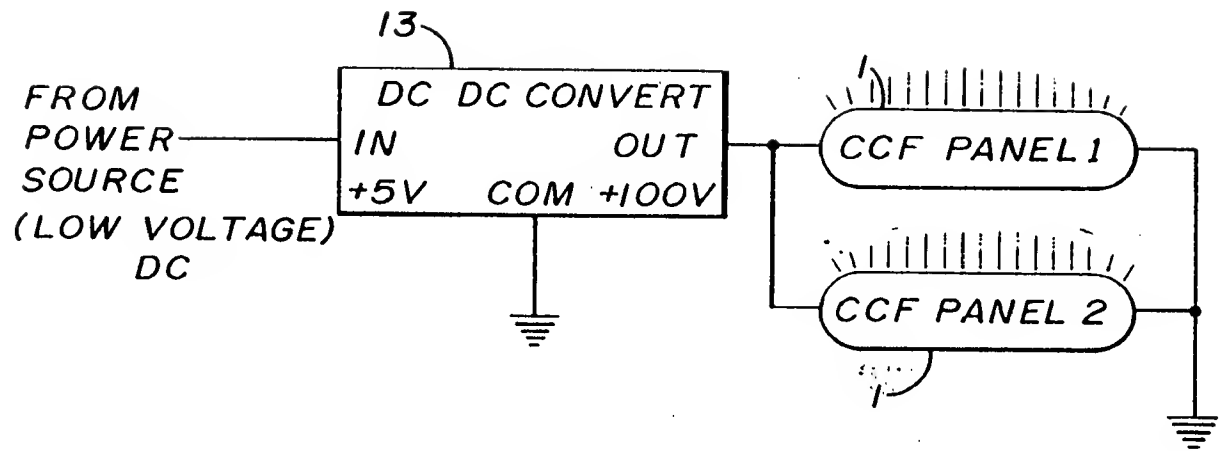 13
FROM
POWER
SOURCE
(LOW VOLTAGE)
DC
DC DC CONVERT
IN OUT
+5V COM +100V
1
CCF PANEL 1
CCF PANEL 2
1